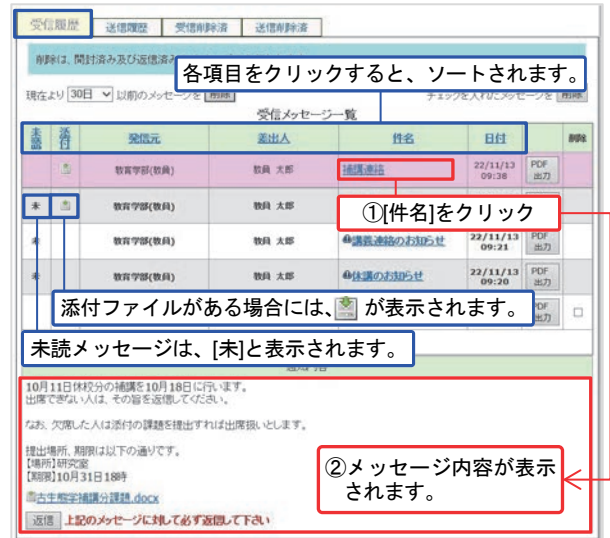 受信履歴 送信履歴 受信削除済 送信削除済
削除は、開封済み及び返信済み
各項目をクリックすると、ソートされます。
現在より 30日 以前のメッセージを 削除
チェックを入れたメッセージを 削除
受信メッセージ一覧
未読 添付 発信元 差出人 件名 日付 削除
教育学部(教員) 教員 太郎 補講連絡 22/11/13 09:38 PDF出力
①[件名]をクリック
未 教育学部(教員) 教員 太郎
未 教育学部(教員) 教員 太郎 講義連絡のお知らせ 22/11/13 09:21 PDF出力
未 教育学部(教員) 教員 太郎 休講のお知らせ 22/11/13 09:20 PDF出力
添付ファイルがある場合には、 が表示されます。
出力
未読メッセージは、[未]と表示されます。
10月11日休校分の補講を10月18日に行います。
出席できない人は、その旨を返信してください。
なお、欠席した人は添付の課題を提出すれば出席扱いとします。
提出場所、期限は以下の通りです。
【場所】研究室
【期限】10月31日18時
②メッセージ内容が表示
されます。
古生態学補講分課題.docx
返信 上記のメッセージに対して必ず返信して下さい